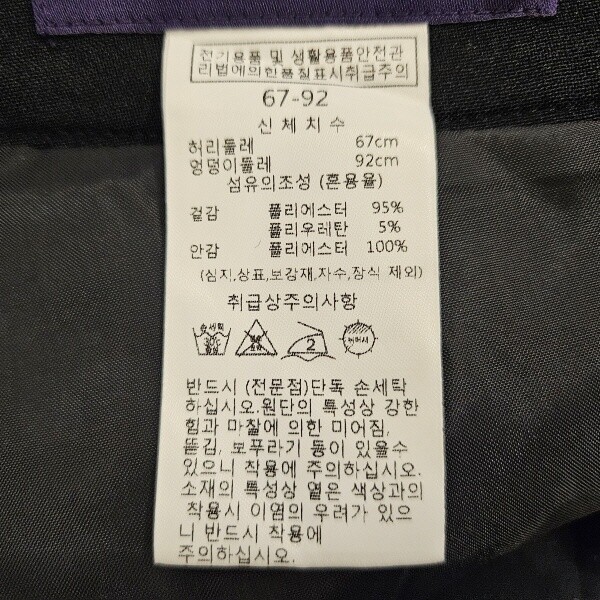 전기용품 및 생활용품안전관
리법에의한품질표시취급주의
67-92
신체치수
허리둘레 67cm
엉덩이둘레 92cm
섬유의조성 (혼용율)
겉감 폴리에스터 95%
폴리우레탄 5%
안감 폴리에스터 100%
(심지,상표,보강재,자수,장식 제외)
취급상주의사항
손세탁
30℃
2
반드시 (전문점)단독 손세탁
하십시오.원단의 특성상 강한
힘과 마찰에 의한 미어짐,
뜯김, 보푸라기 등이 있을수
있으니 착용에 주의하십시오.
소재의 특성상 옅은 색상과의
착용시 이염의 우려가 있으
니 반드시 착용에
주의하십시오.